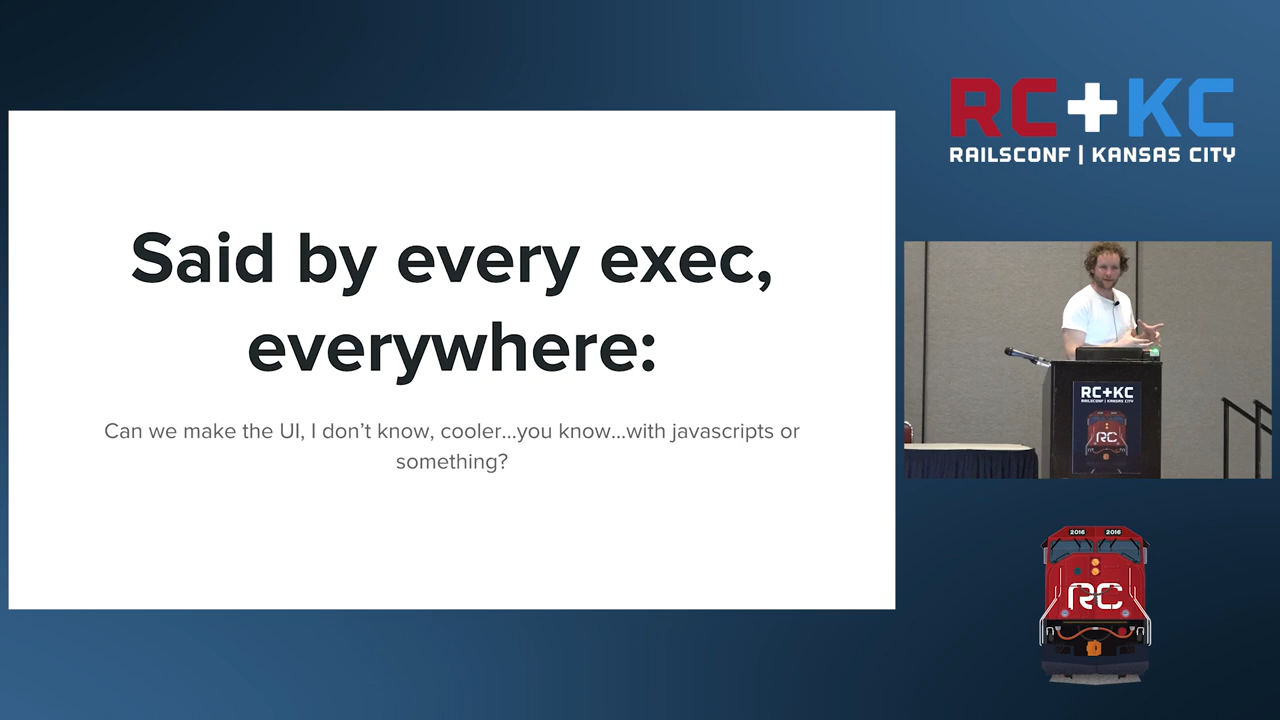 Said by every exec,
everywhere:
Can we make the UI, I don’t know, cooler...you know...with javascripts or
something?
RC+KC
RAILSCONF | KANSAS CITY
RC+KC
RAILSCONF | KANSAS CITY
RC
2016 2016
RC